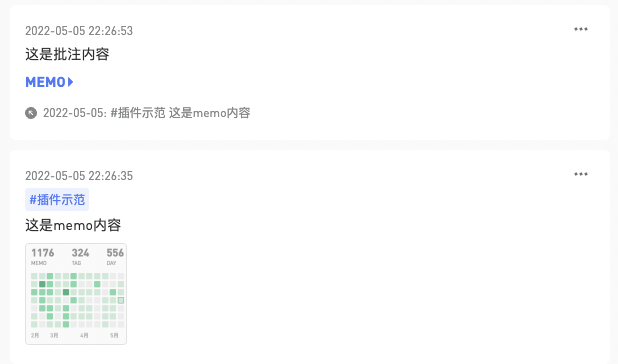 2022-05-05 22:26:53
这是批注内容
MEMO
2022-05-05: #插件示范 这是memo内容
2022-05-05 22:26:35
#插件示范
这是memo内容
1176 324 556
MEMO TAG DAY
2月 3月 4月 5月